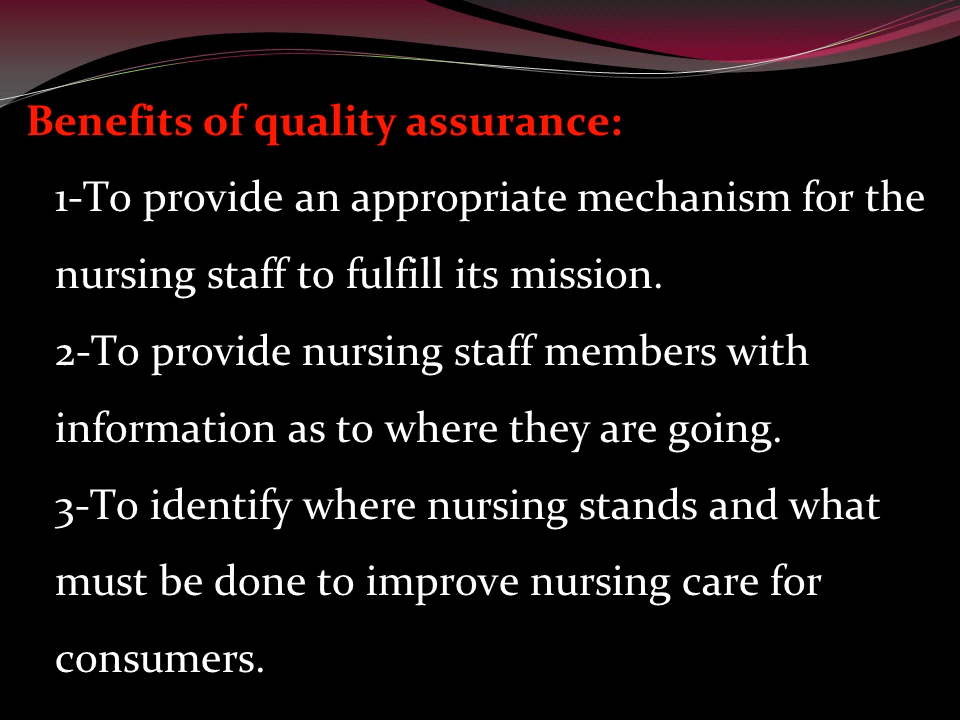 Benefits of quality assurance:
1-To provide an appropriate mechanism for the
nursing staff to fulfill its mission.
2-To provide nursing staff members with
information as to where they are going.
3-To identify where nursing stands and what
must be done to improve nursing care for
consumers.